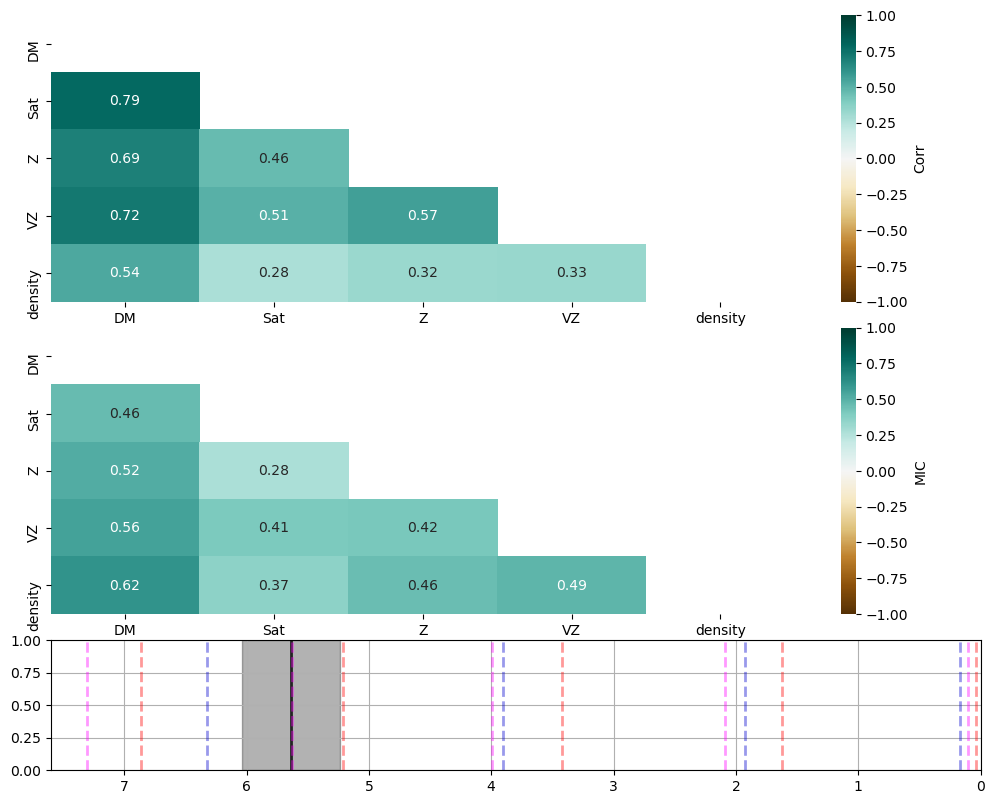 DM
Sat
Z
VZ
density
0.79
0.69 0.46
0.72 0.51 0.57
0.54 0.28 0.32 0.33
DM Sat Z VZ density
1.00
0.75
0.50
0.25
0.00
−0.25
−0.50
−0.75
−1.00
Corr
DM
Sat
Z
VZ
density
0.46
0.52 0.28
0.56 0.41 0.42
0.62 0.37 0.46 0.49
DM Sat Z VZ density
1.00
0.75
0.50
0.25
0.00
−0.25
−0.50
−0.75
−1.00
MIC
1.00
0.75
0.50
0.25
0.00
7 6 5 4 3 2 1 0